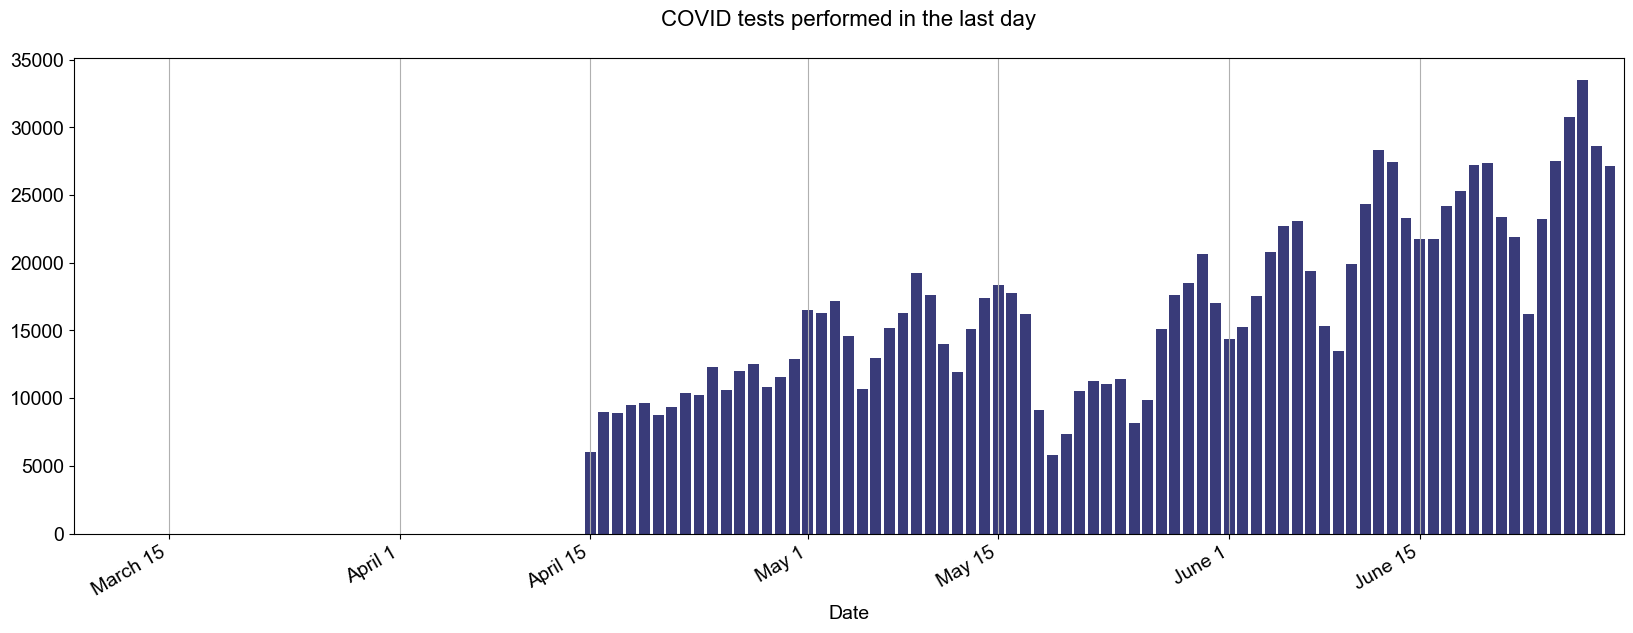 COVID tests performed in the last day
35000
30000
25000
20000
15000
10000
5000
0
March 15
April 1
April 15
May 1
May 15
June 1
June 15
Date